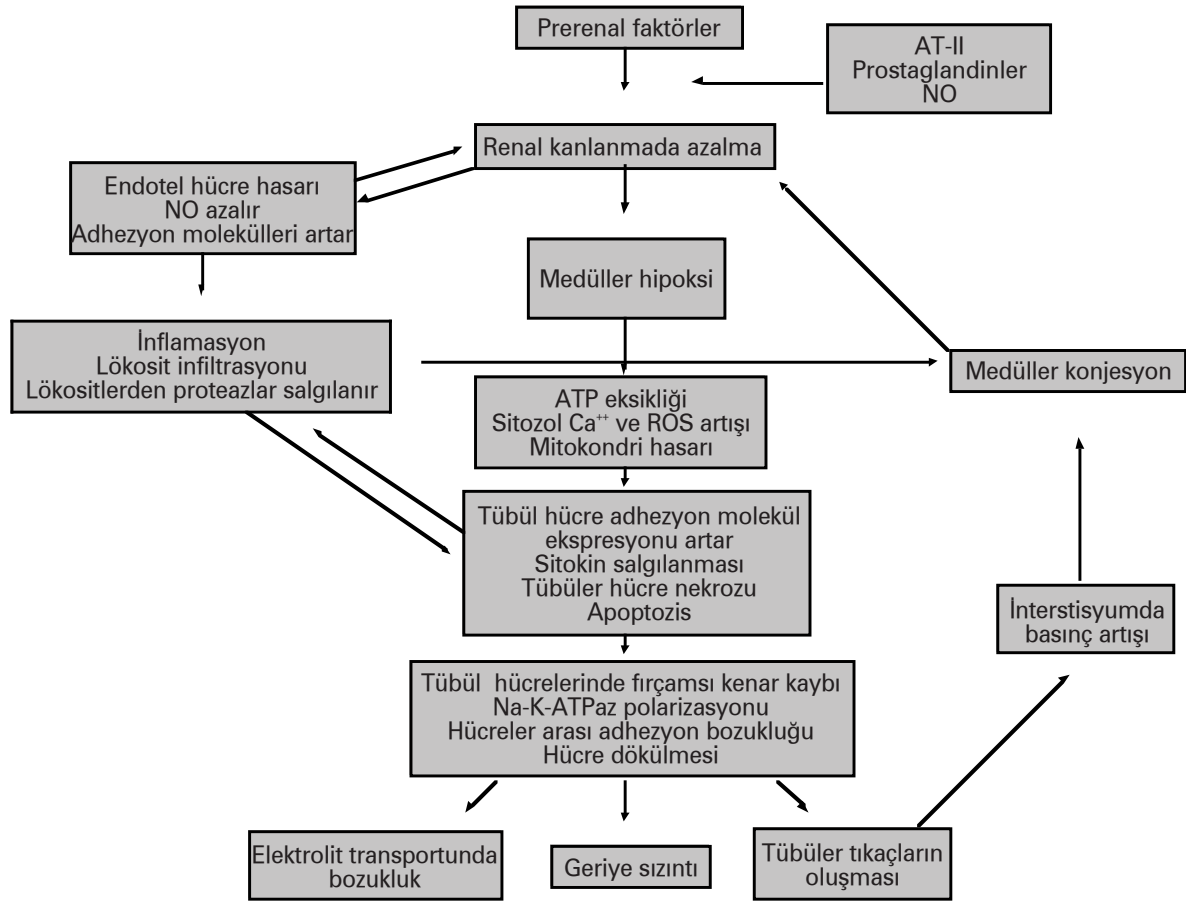 Prerenal faktörler
AT-II
Prostaglandinler
NO
Renal kanlanmada azalma
Endotel hücre hasarı
NO azalır
Adhezyon molekülleri artar
Medüller hipoksi
İnflamasyon
Lökosit infiltrasyonu
Lökositlerden proteazlar salgılanır
Medüller konjesyon
ATP eksikliği
Sitozol Ca⁺⁺ ve ROS artışı
Mitokondri hasarı
Tübül hücre adhezyon molekül
ekspresyonu artar
Sitokin salgılanması
Tübüler hücre nekrozu
Apoptozis
İnterstisyumda
basınç artışı
Tübül hücrelerinde fırçamsı kenar kaybı
Na-K-ATPaz polarizasyonu
Hücreler arası adhezyon bozukluğu
Hücre dökülmesi
Elektrolit transportunda
bozukluk
Geriye sızıntı
Tübüler tıkaçların
oluşması